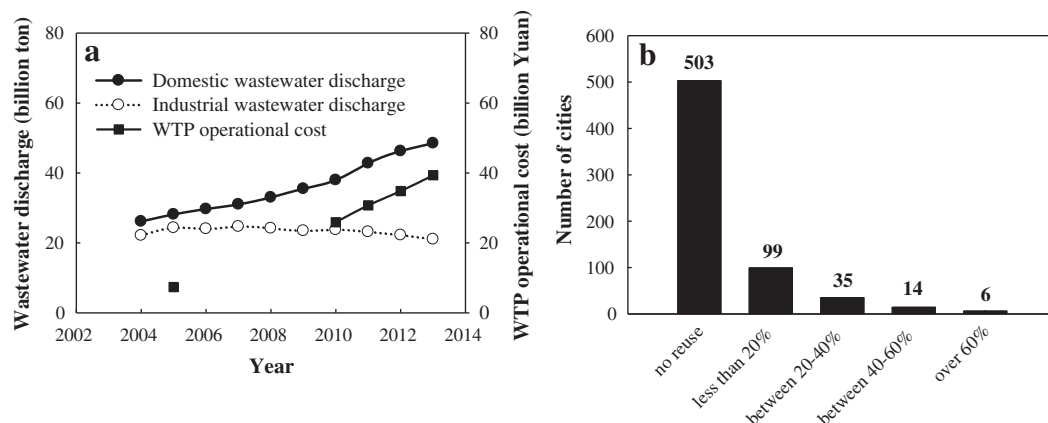 a
Domestic wastewater discharge
Industrial wastewater discharge
WTP operational cost
Wastewater discharge (billion ton)
80
60
40
20
0
WTP operational cost (billion Yuan)
80
60
40
20
0
2002 2004 2006 2008 2010 2012 2014
Year
b
Number of cities
600
500
400
300
200
100
0
503
99
35
14
6
no reuse
less than 20%
between 20-40%
between 40-60%
over 60%